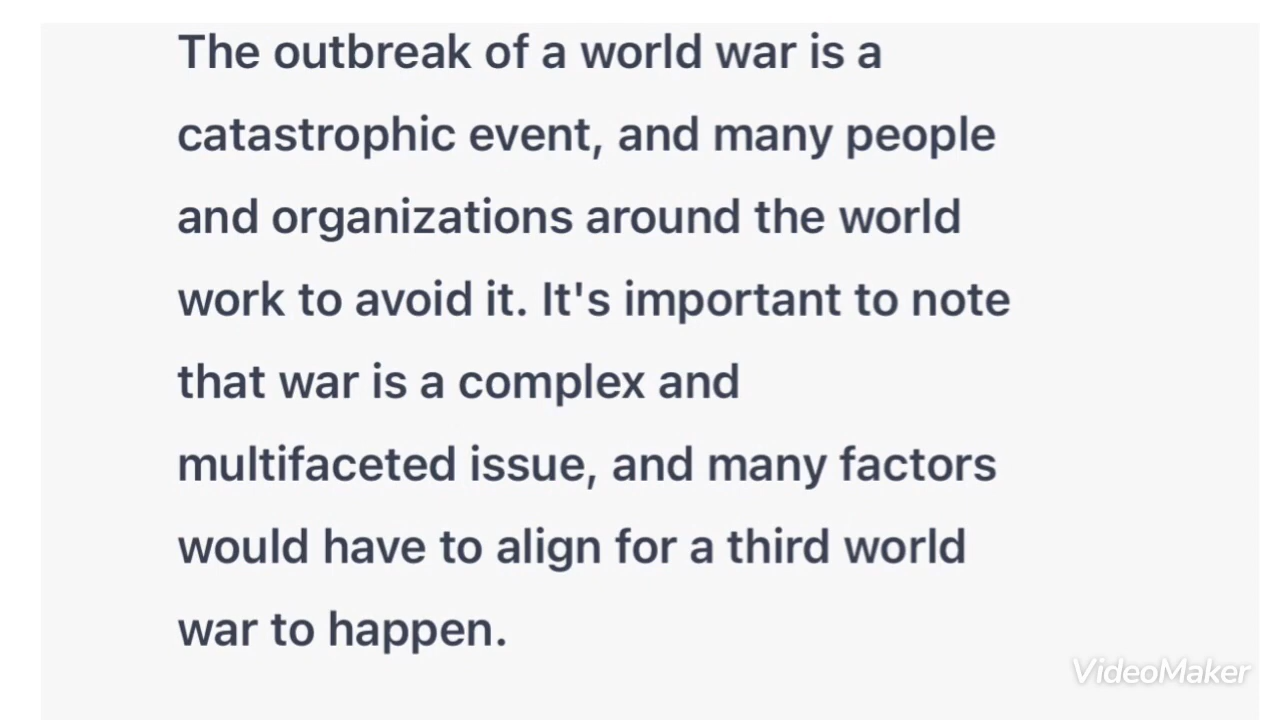 The outbreak of a world war is a
catastrophic event, and many people
and organizations around the world
work to avoid it. It's important to note
that war is a complex and
multifaceted issue, and many factors
would have to align for a third world
war to happen.
VideoMaker